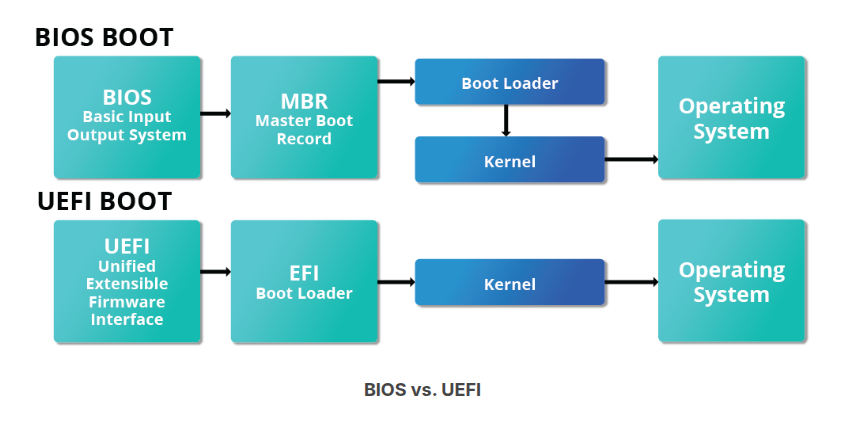 BIOS BOOT
BIOS
Basic Input
Output System
MBR
Master Boot
Record
Boot Loader
Kernel
Operating
System
UEFI BOOT
UEFI
Unified
Extensible
Firmware
Interface
EFI
Boot Loader
Kernel
Operating
System
BIOS vs. UEFI